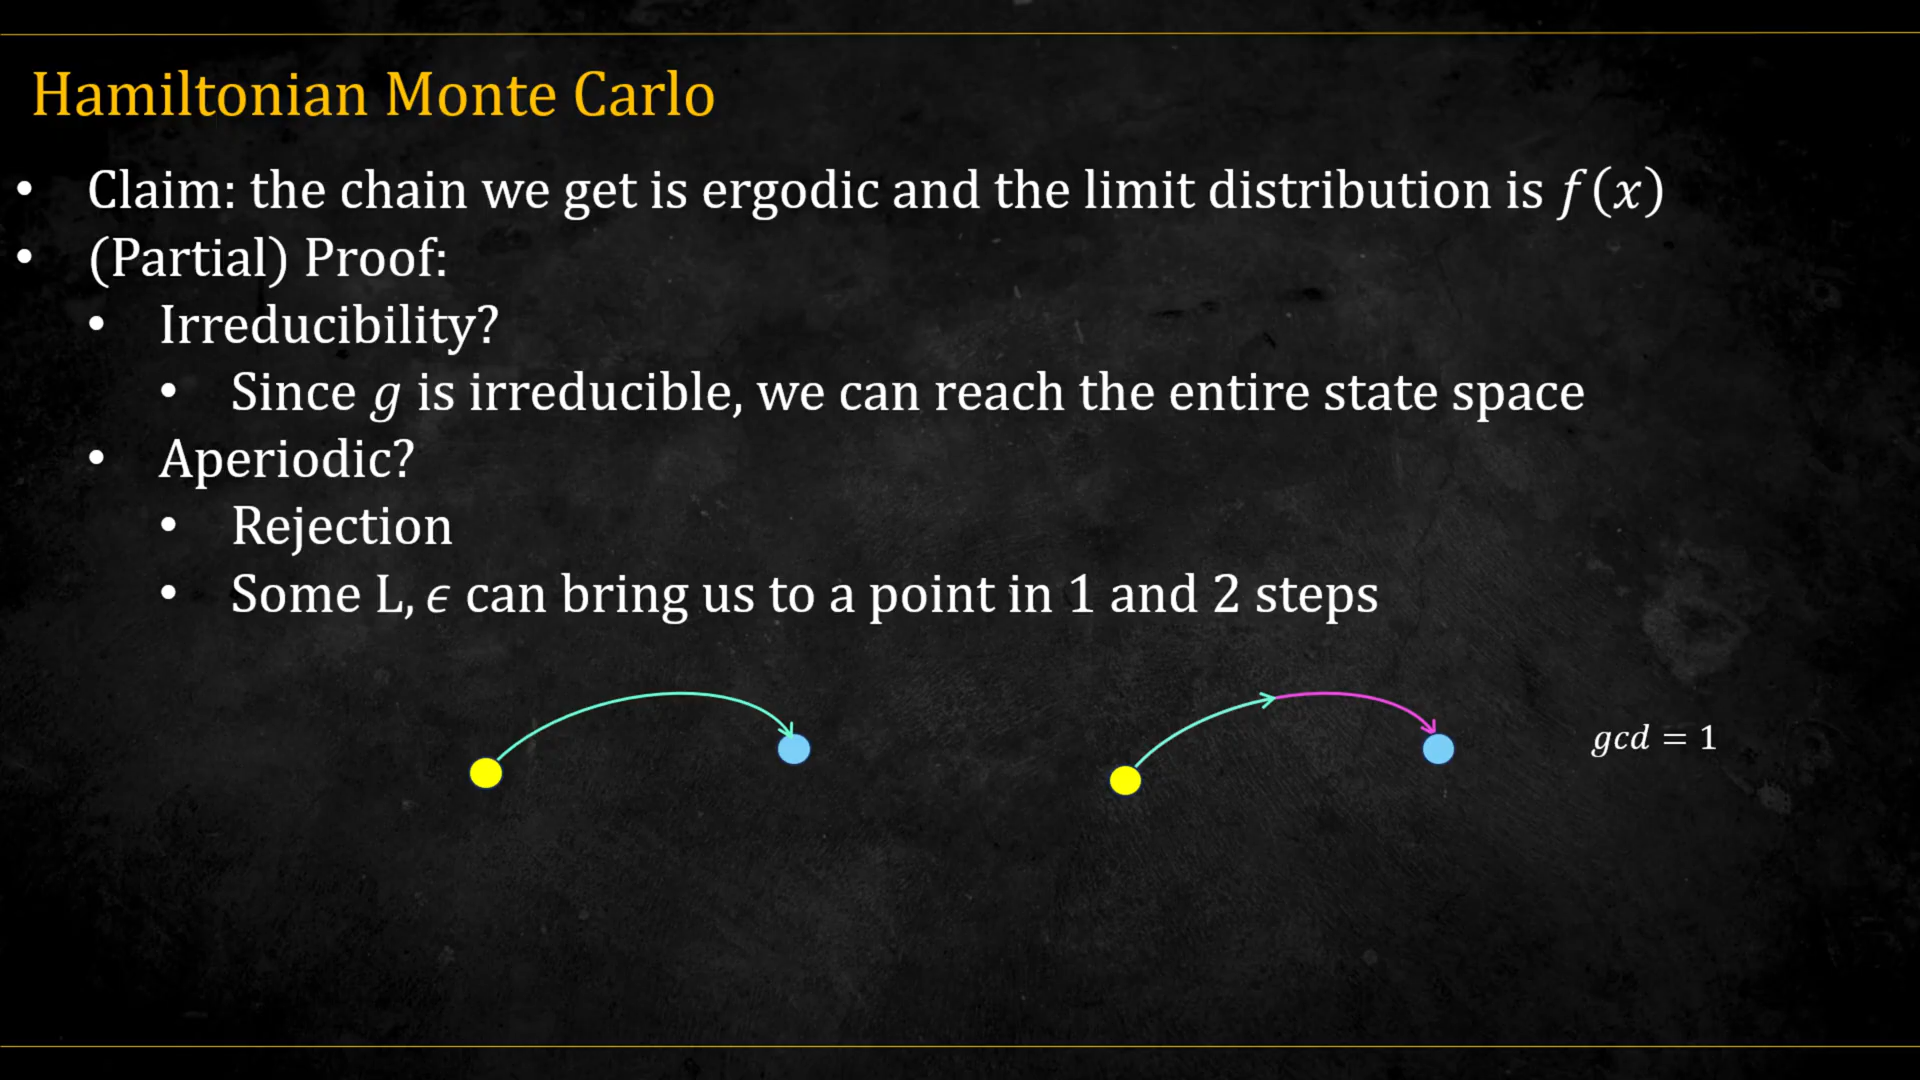 Hamiltonian Monte Carlo
• Claim: the chain we get is ergodic and the limit distribution is f(x)
• (Partial) Proof:
• Irreducibility?
• Since g is irreducible, we can reach the entire state space
• Aperiodic?
• Rejection
• Some L, ϵ can bring us to a point in 1 and 2 steps
gcd = 1